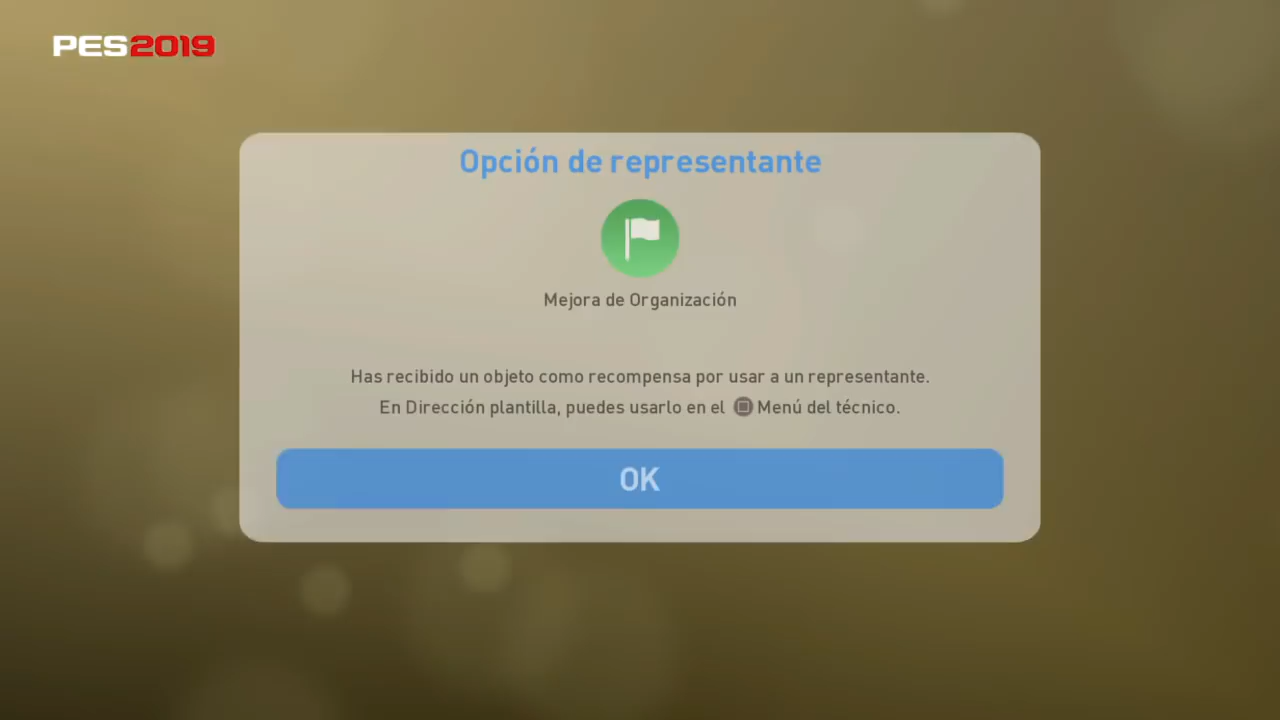 PES2019
Opción de representante
Mejora de Organización
Has recibido un objeto como recompensa por usar a un representante.
En Dirección plantilla, puedes usarlo en el Menú del técnico.
OK